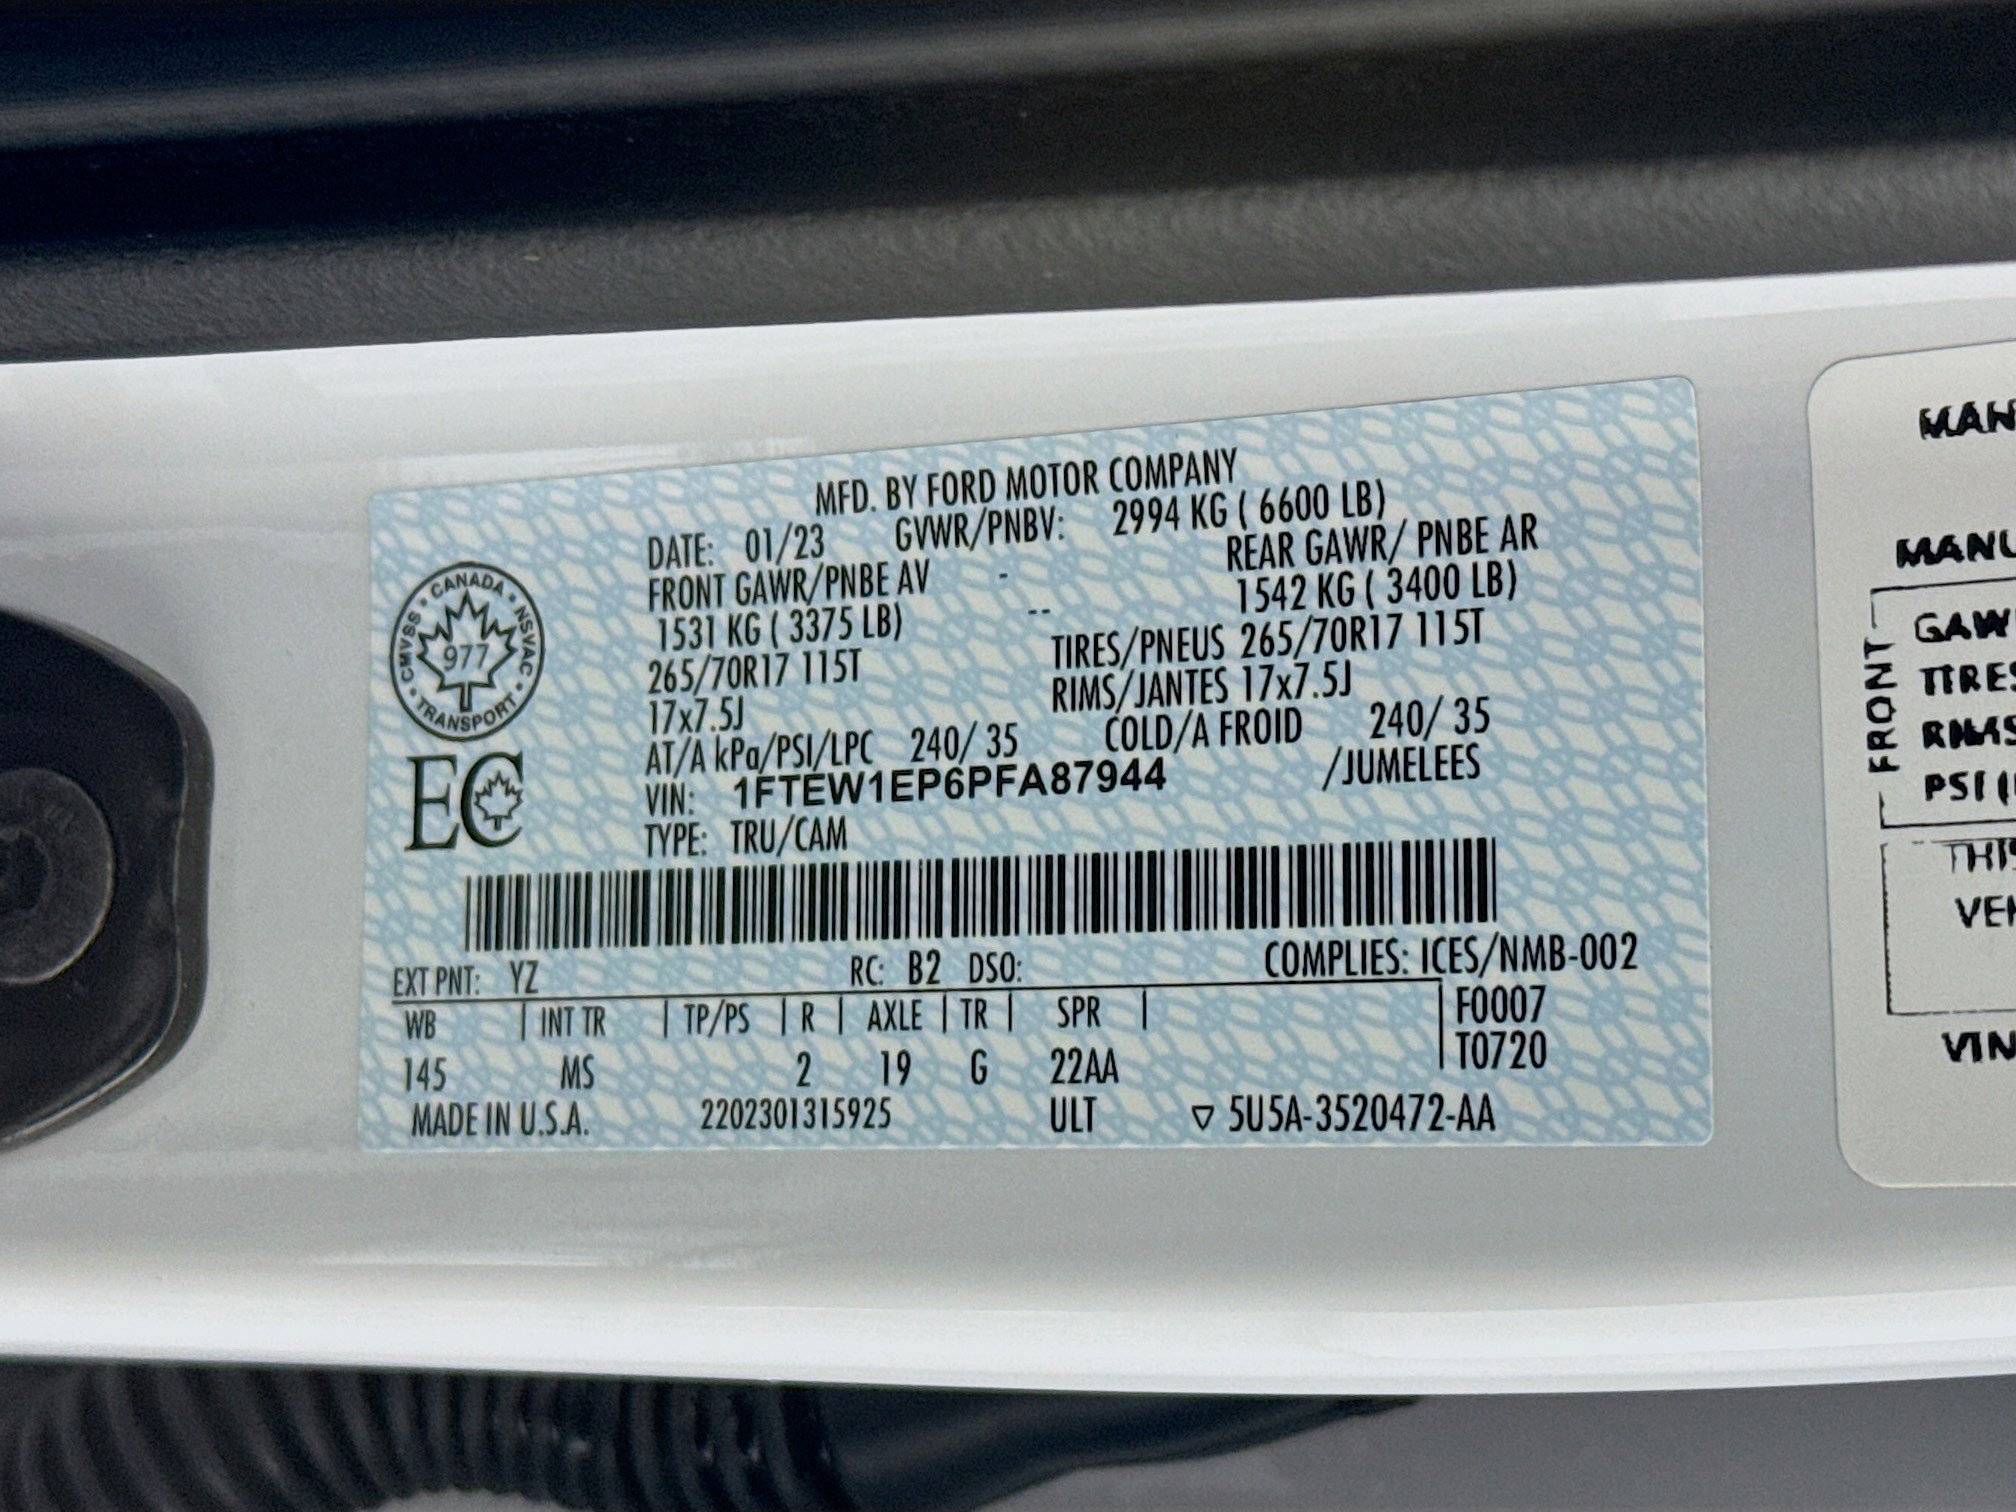 MFD. BY FORD MOTOR COMPANY
DATE: 01/23 GVWR/PNBV: 2994 KG ( 6600 LB)
FRONT GAWR/PNBE AV - REAR GAWR/ PNBE AR
1531 KG ( 3375 LB) -- 1542 KG ( 3400 LB)
265/70R17 115T TIRES/PNEUS 265/70R17 115T
17x7.5J RIMS/JANTES 17x7.5J
AT/A kPa/PSI/LPC 240/ 35 COLD/A FROID 240/ 35
VIN: 1FTEW1EP6PFA87944 /JUMELEES
TYPE: TRU/CAM
CMVSS • CANADA • NSVAC • TRANSPORT •
977
EC
EXT PNT: YZ RC: B2 DSO: COMPLIES: ICES/NMB-002
WB | INT TR | TP/PS | R | AXLE | TR | SPR | F0007
145 MS 2 19 G 22AA T0720
MADE IN U.S.A. 2202301315925 ULT ▽ 5U5A-3520472-AA
FRONT
PSI
VIN